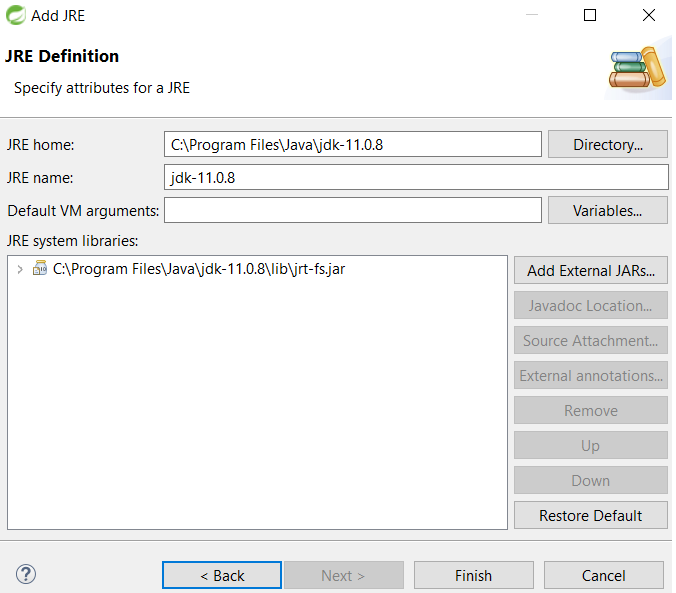 Add JRE
JRE Definition
Specify attributes for a JRE
JRE home: C:\Program Files\Java\jdk-11.0.8 Directory...
JRE name: jdk-11.0.8
Default VM arguments: Variables...
JRE system libraries:
C:\Program Files\Java\jdk-11.0.8\lib\jrt-fs.jar
Add External JARs...
Javadoc Location...
Source Attachment...
External annotations...
Remove
Up
Down
Restore Default
? < Back Next > Finish Cancel